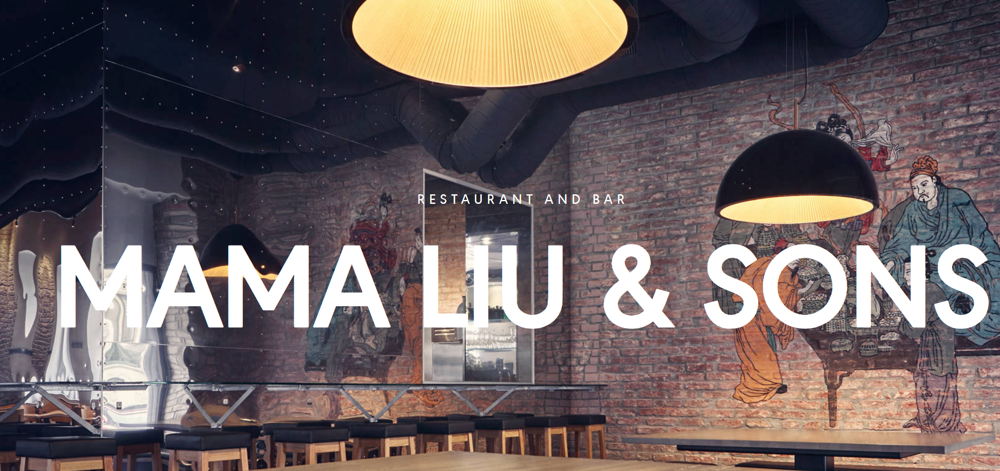 RESTAURANT AND BAR
MAMA LIU & SONS